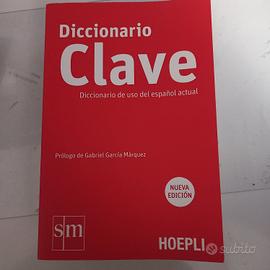 Diccionario
Clave
Diccionario de uso del español actual
Prólogo de Gabriel García Márquez
NUEVA
EDICIÓN
sm
HOEPLI
subito